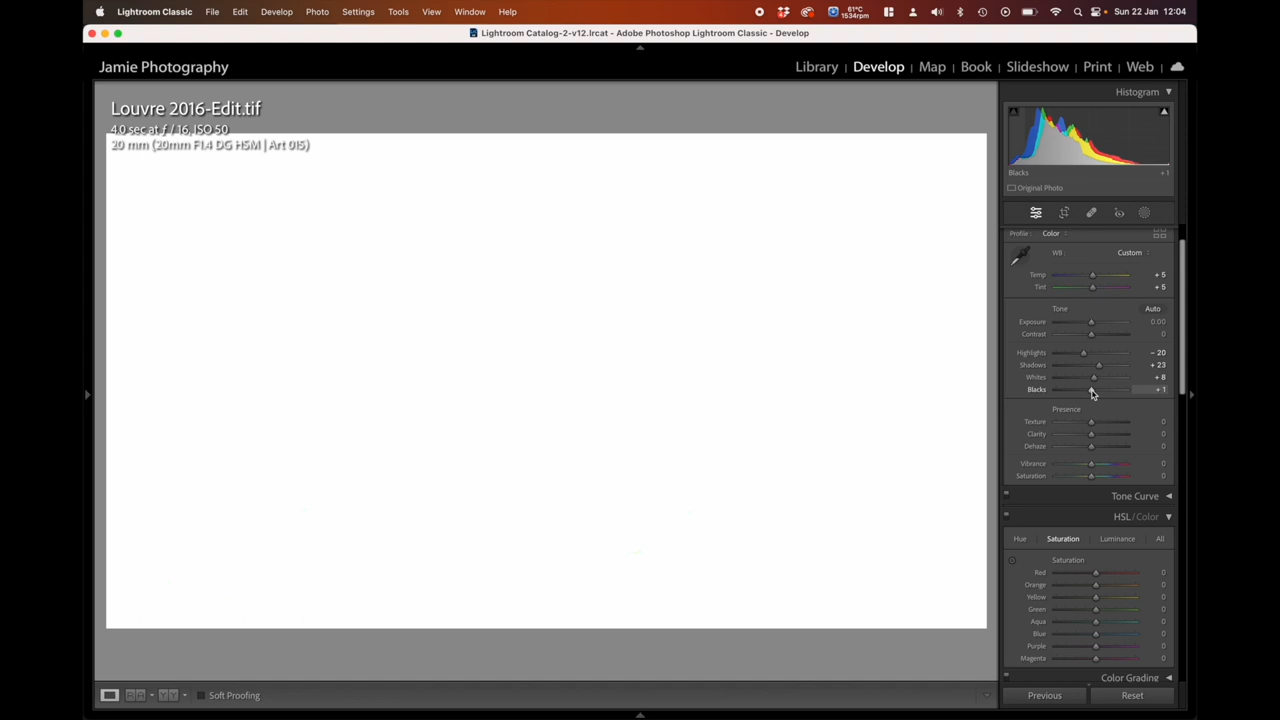 Lightroom Classic File Edit Develop Photo Settings Tools View Window Help 61°C 1534rpm Sun 22 Jan 12:04
Lightroom Catalog-2-v12.lrcat - Adobe Photoshop Lightroom Classic - Develop
Jamie Photography Library | Develop | Map | Book | Slideshow | Print | Web
Histogram
Louvre 2016-Edit.tif
4.0 sec at ƒ / 16, ISO 50
20 mm (20mm F1.4 DG HSM | Art 015)
Blacks +1
Original Photo
Profile : Color
WB : Custom
Temp + 5
Tint + 5
Tone Auto
Exposure 0.00
Contrast 0
Highlights − 20
Shadows + 23
Whites + 8
Blacks + 1
Presence
Texture 0
Clarity 0
Dehaze 0
Vibrance 0
Saturation 0
Tone Curve
HSL / Color
Hue Saturation Luminance All
Saturation
Red 0
Orange 0
Yellow 0
Green 0
Aqua 0
Blue 0
Purple 0
Magenta 0
Color Grading
Soft Proofing
Previous Reset